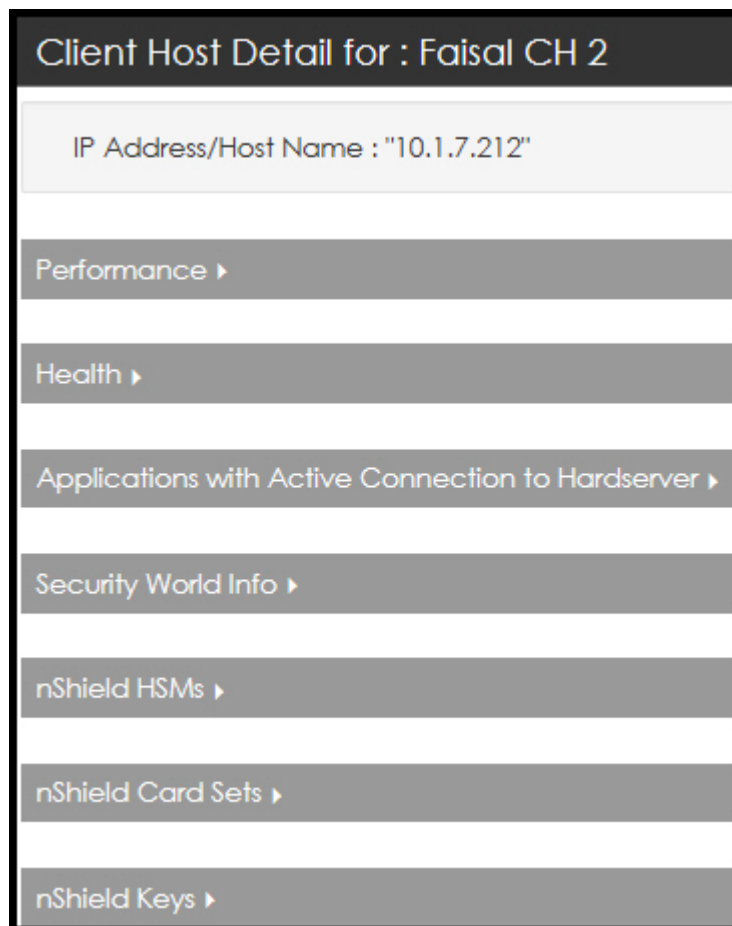 Client Host Detail for : Faisal CH 2
IP Address/Host Name : "10.1.7.212"
Performance
Health
Applications with Active Connection to Hardserver
Security World Info
nShield HSMs
nShield Card Sets
nShield Keys